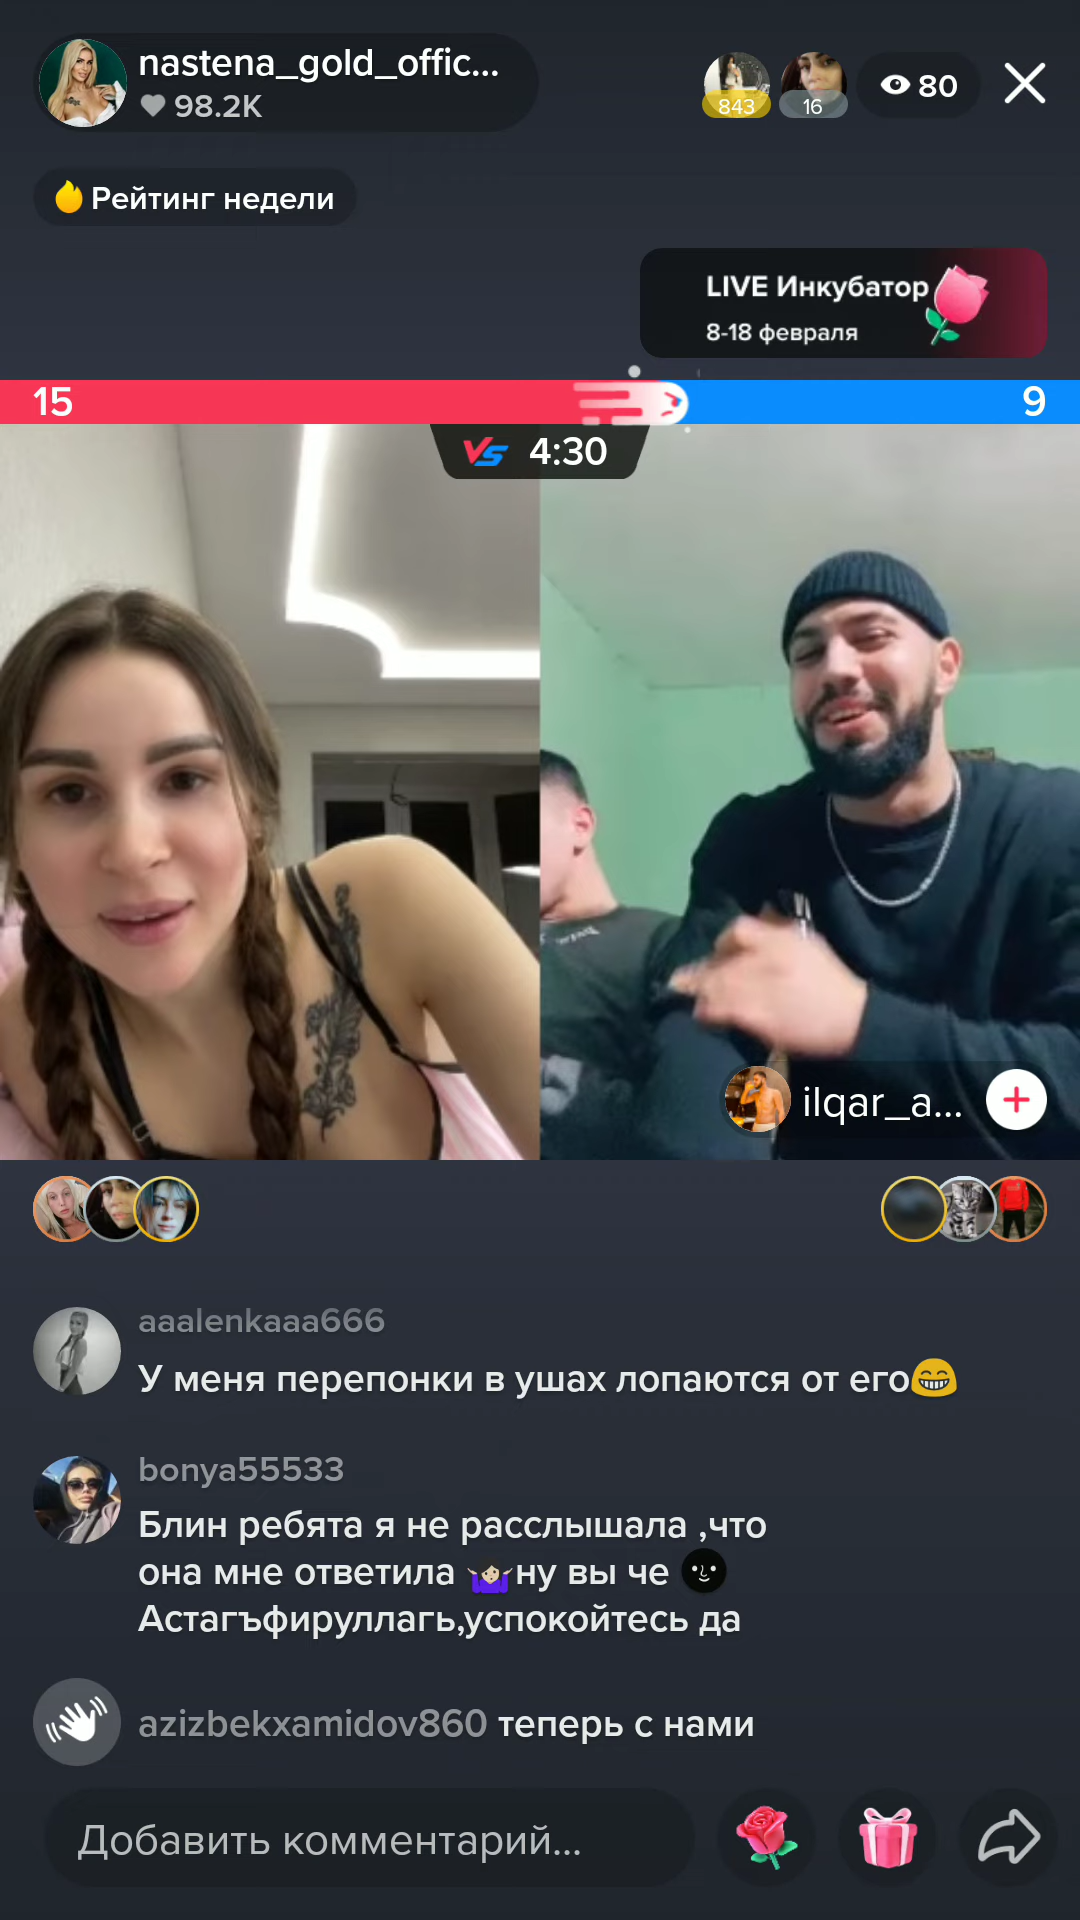 nastena_gold_offic...
98.2K
843
16
80
Рейтинг недели
LIVE Инкубатор
8-18 февраля
15
9
VS 4:30
ilqar_a...
aaalenkaaa666
У меня перепонки в ушах лопаются от его😁
bonya55533
Блин ребята я не расслышала ,что
она мне ответила 🤷🏻‍♀️ну вы че 🌚
Астагъфируллагь,успокойтесь да
azizbekxamidov860 теперь с нами
Добавить комментарий...